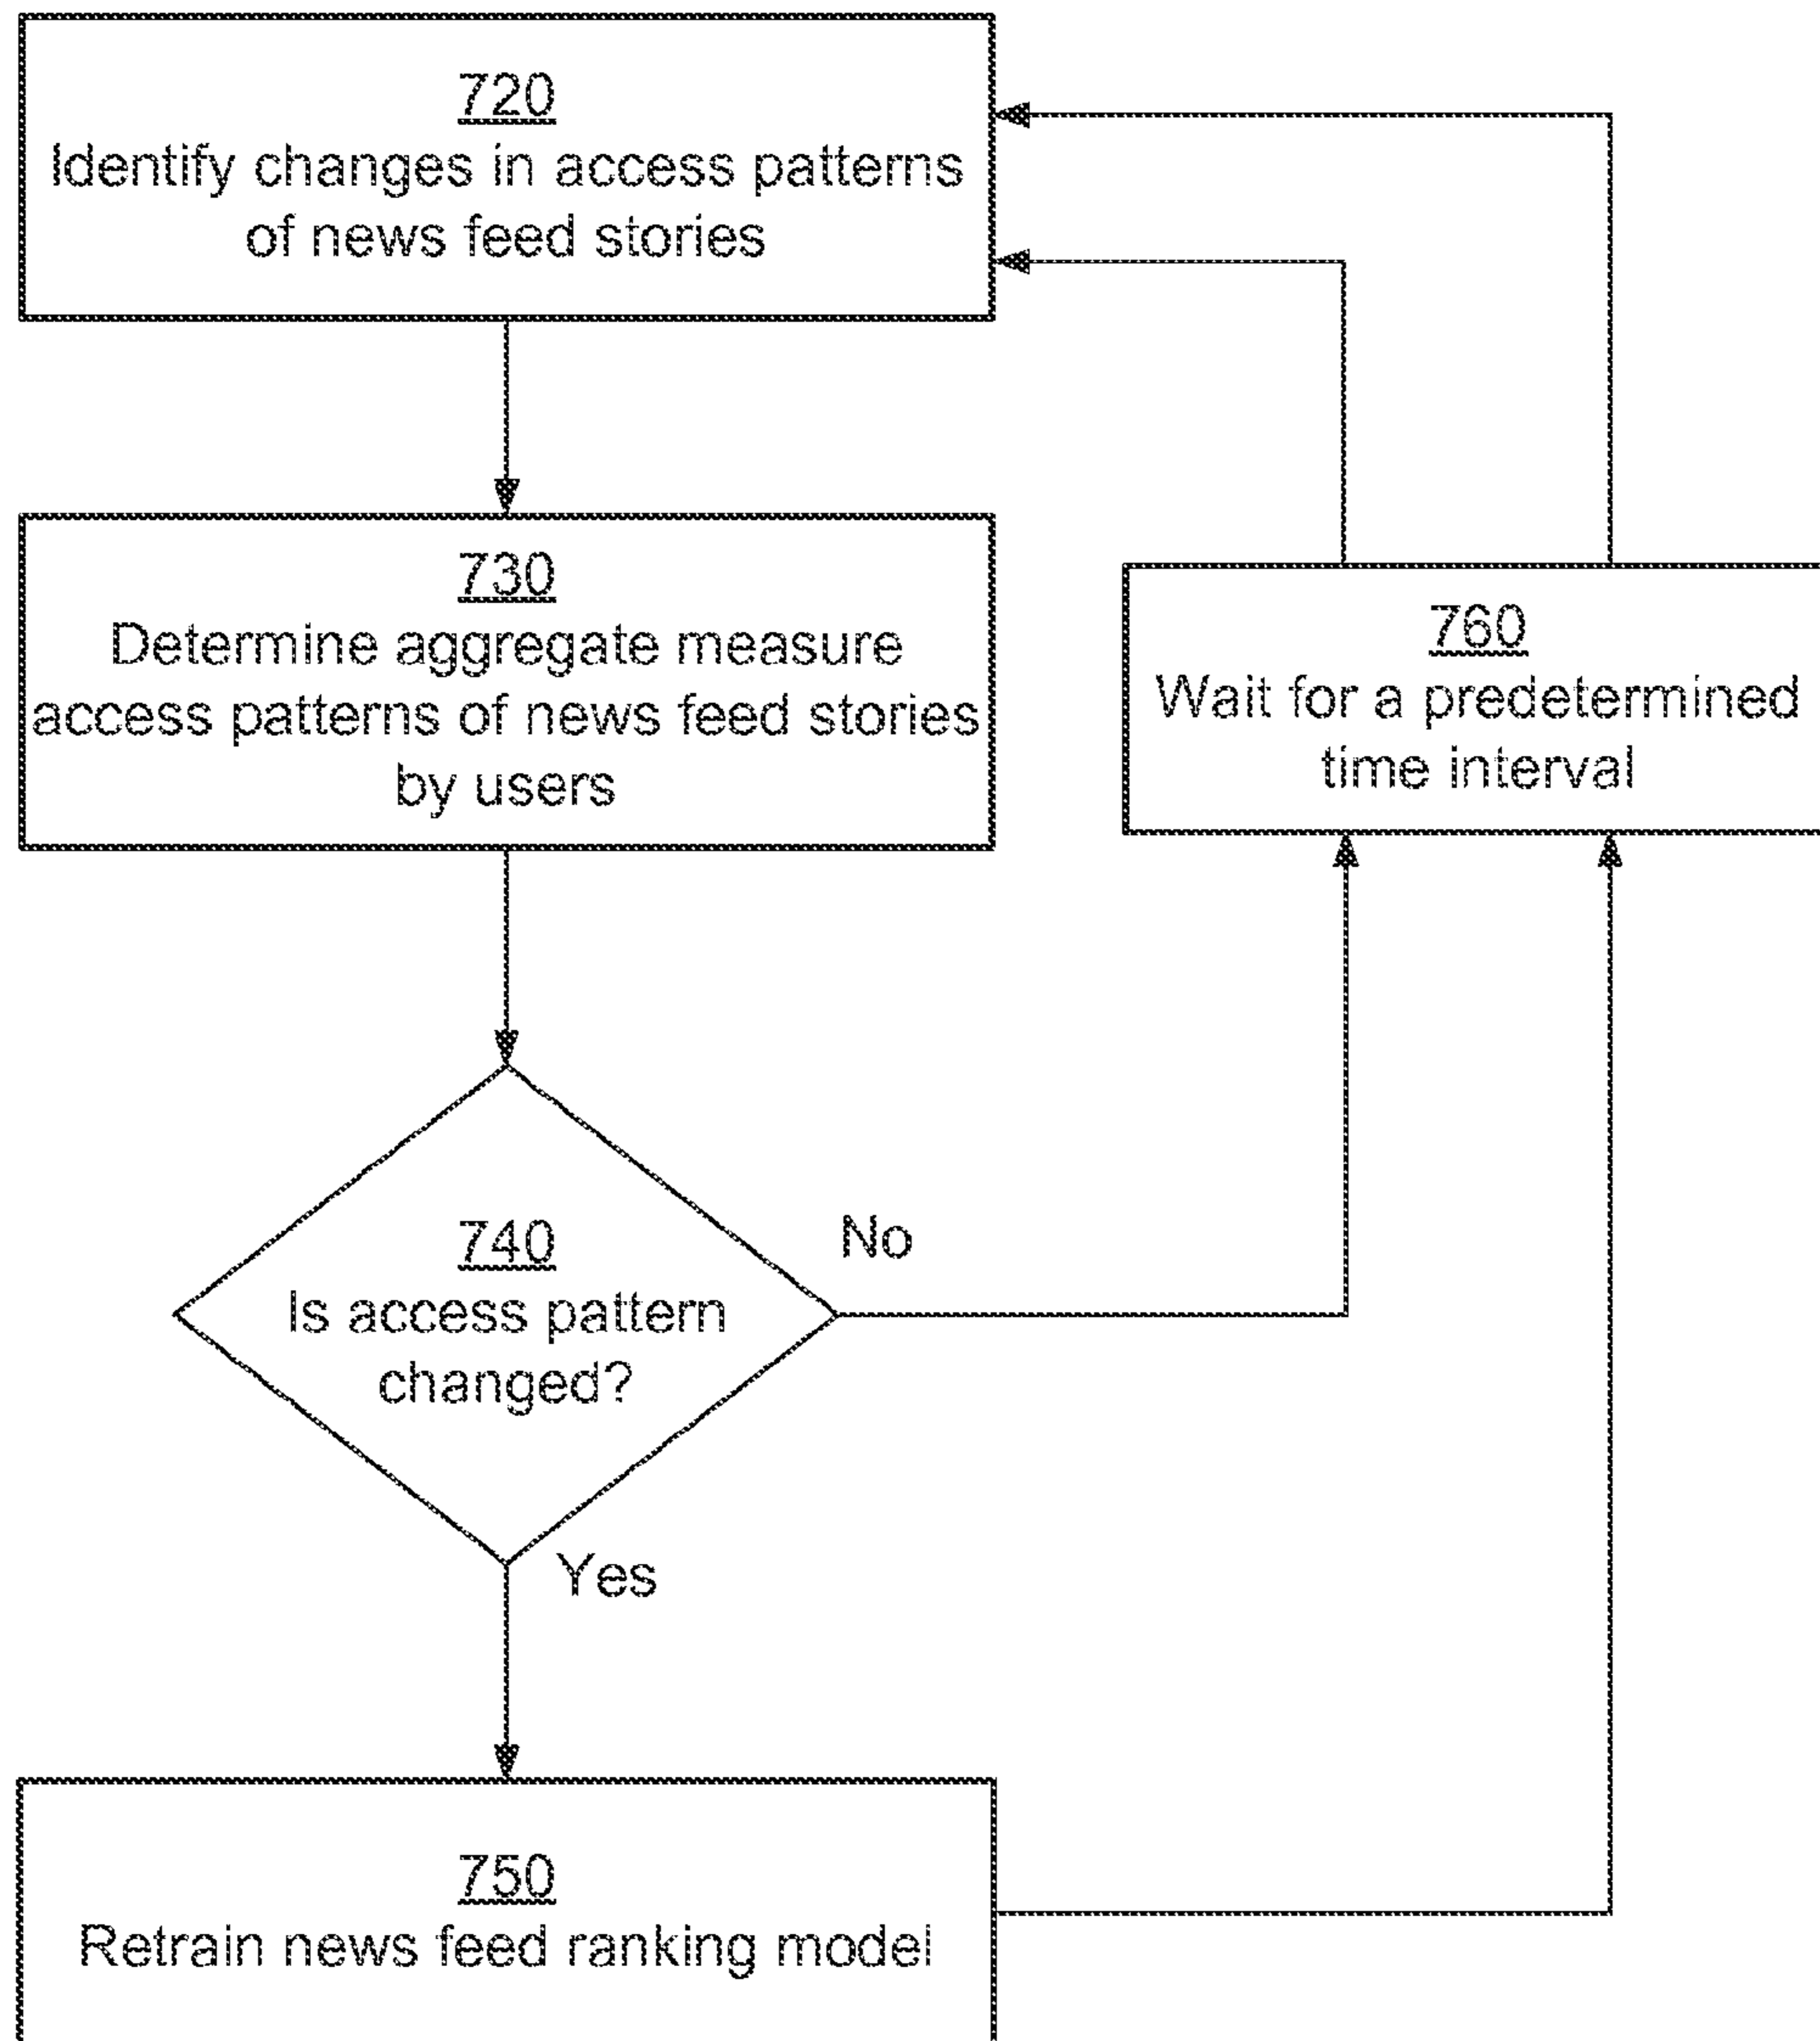 720
Identify changes in access patterns
of news feed stories
730
Determine aggregate measure
access patterns of news feed stories
by users
760
Wait for a predetermined
time interval
740
Is access pattern
changed?
No
Yes
750
Retrain news feed ranking model